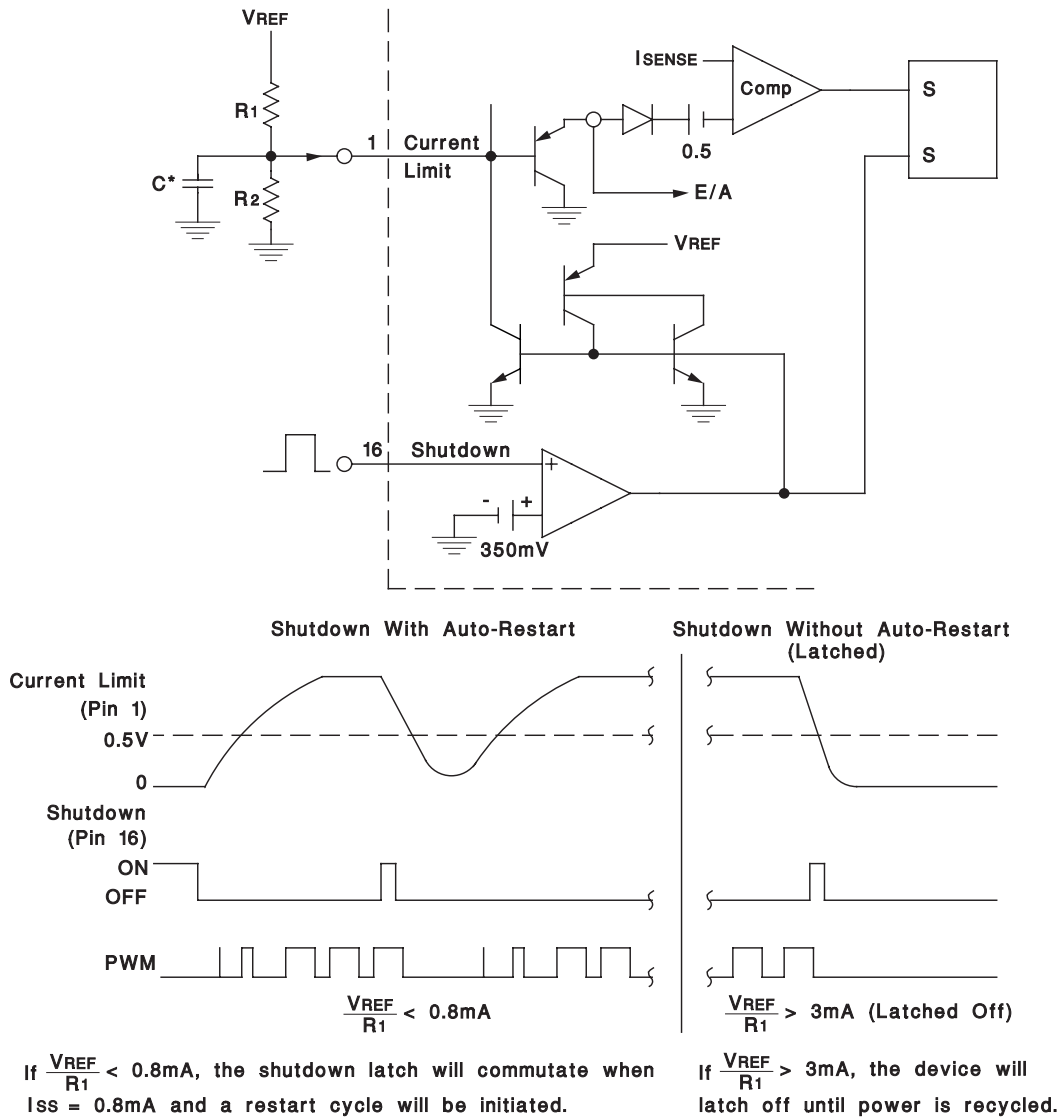 VREF
R1
C*
R2
1 Current
Limit
ISENSE
Comp
0.5
E/A
S
S
VREF
16 Shutdown
+
- +
350mV
Shutdown With Auto-Restart
Shutdown Without Auto-Restart
(Latched)
Current Limit
(Pin 1)
0.5V
0
Shutdown
(Pin 16)
ON
OFF
PWM
VREF
R1
< 0.8mA
VREF
R1
> 3mA (Latched Off)
If VREF/R1 < 0.8mA, the shutdown latch will commutate when
ISS = 0.8mA and a restart cycle will be initiated.
If VREF/R1 > 3mA, the device will
latch off until power is recycled.